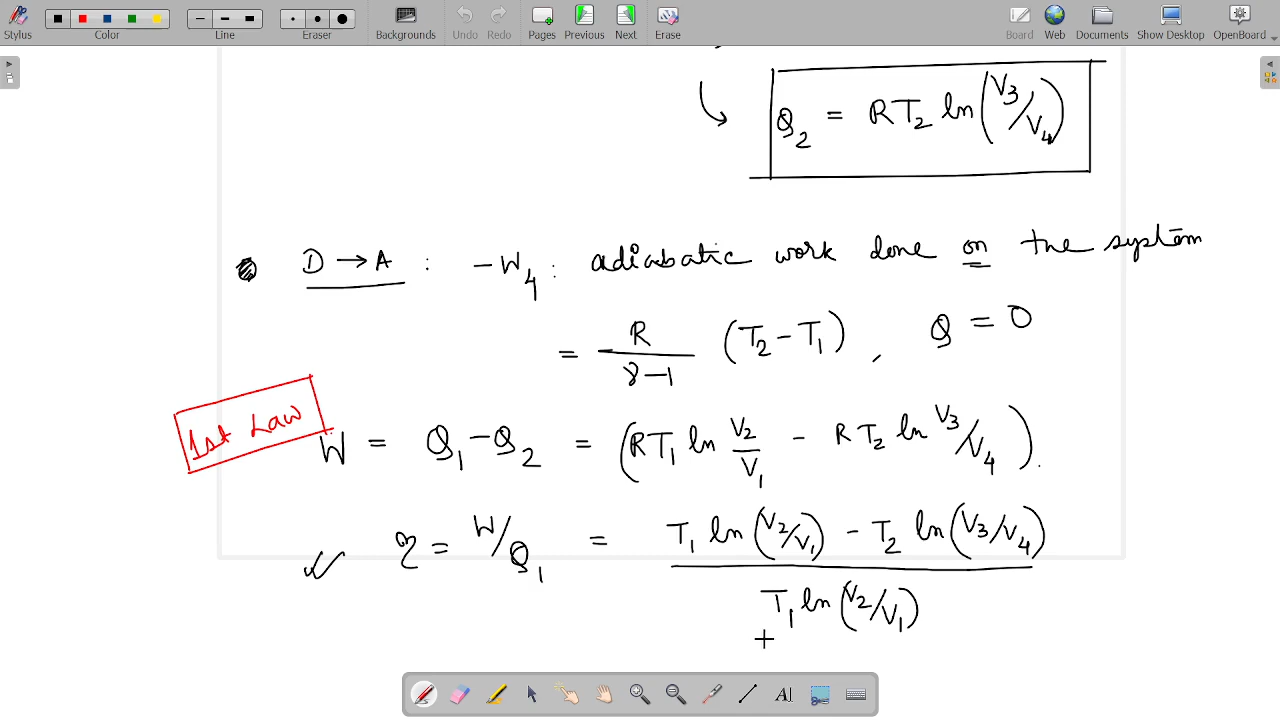 Stylus Color Line Eraser Backgrounds Undo Redo Pages Previous Next Erase Board Web Documents Show Desktop OpenBoard
Q₂ = RT₂ ln(V₃/V₄)
D → A : -W₄ : adiabatic work done on the system
= R/(γ-1) (T₂ - T₁) , Q = 0
1st Law
W = Q₁ - Q₂ = (RT₁ ln V₂/V₁ - RT₂ ln V₃/V₄).
✓ η = W/Q₁ = (T₁ ln(V₂/V₁) - T₂ ln(V₃/V₄)) / (T₁ ln(V₂/V₁))